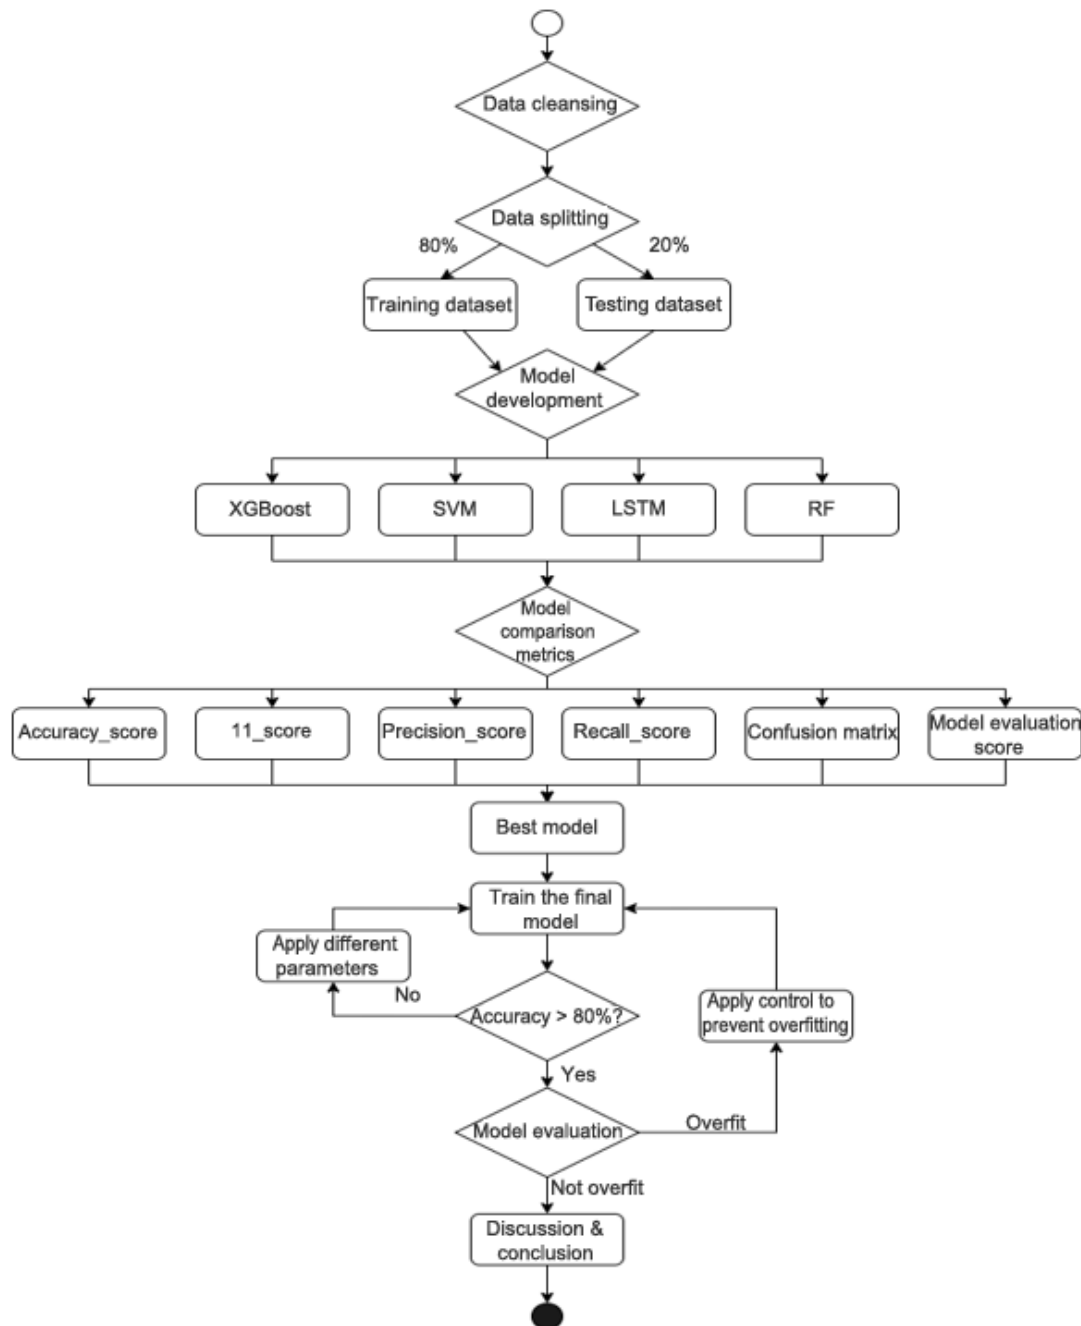 Data cleansing
Data splitting
80%
20%
Training dataset
Testing dataset
Model
development
XGBoost
SVM
LSTM
RF
Model
comparison
metrics
Accuracy_score
11_score
Precision_score
Recall_score
Confusion matrix
Model evaluation
score
Best model
Train the final
model
Apply different
parameters
No
Accuracy > 80%?
Apply control to
prevent overfitting
Yes
Model evaluation
Overfit
Not overfit
Discussion &
conclusion